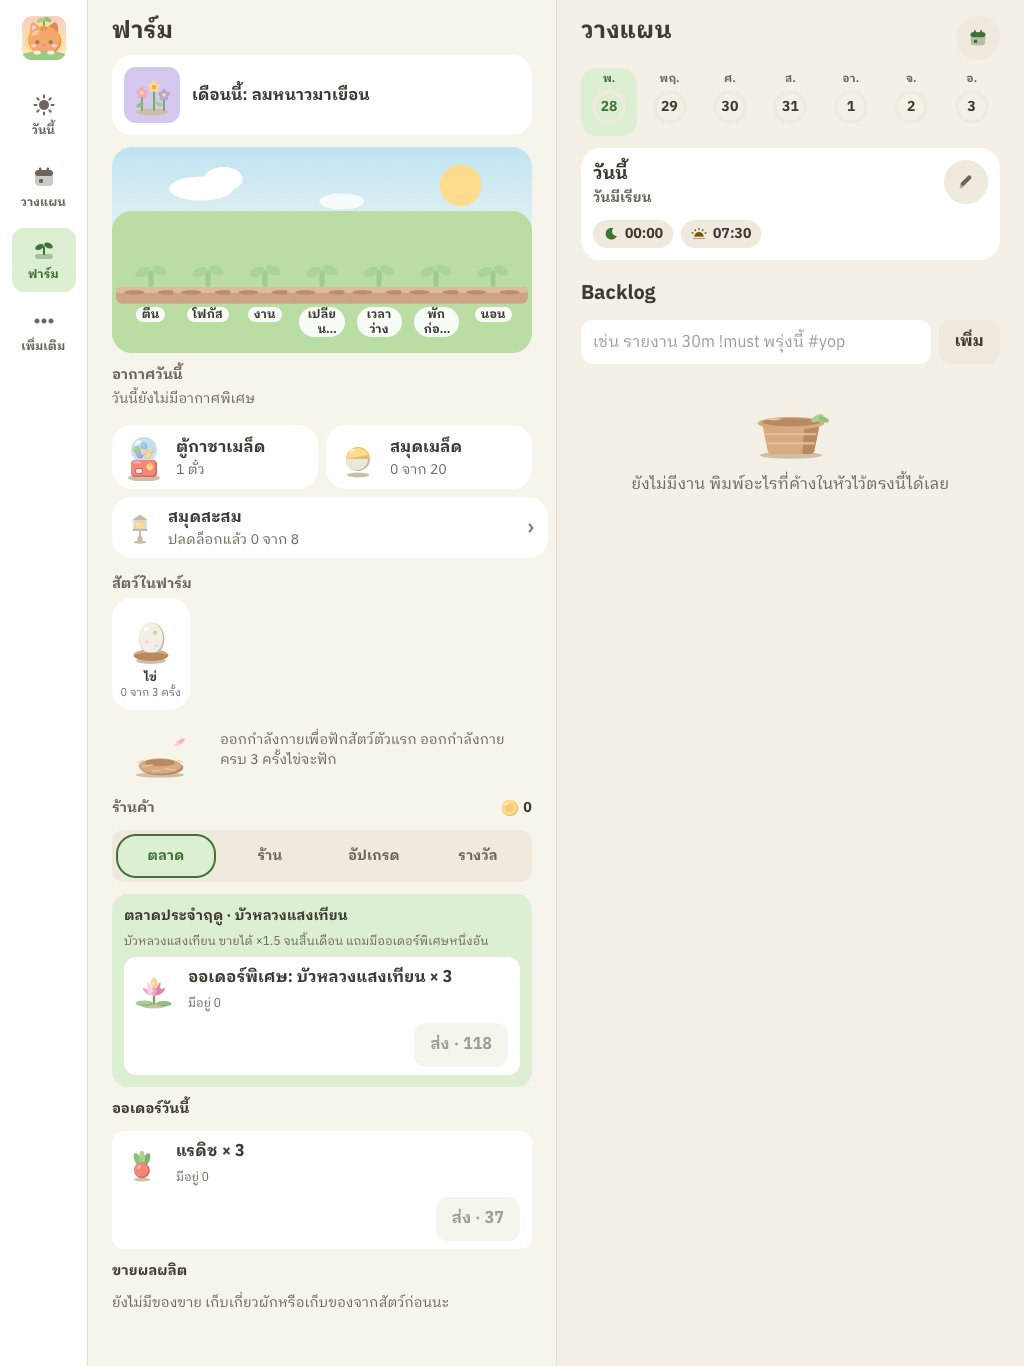 วันนี้
วางแผน
ฟาร์ม
เพิ่มเติม
ฟาร์ม
เดือนนี้: ลมหนาวมาเยือน
ตื่น
โฟกัส
งาน
เปลี่ย
น...
เวลา
ว่าง
พัก
ก่อ...
นอน
อากาศวันนี้
วันนี้ยังไม่มีอากาศพิเศษ
ตู้กาชาเมล็ด
1 ตั๋ว
สมุดเมล็ด
0 จาก 20
สมุดสะสม
ปลดล็อกแล้ว 0 จาก 8
›
สัตว์ในฟาร์ม
ไข่
0 จาก 3 ครั้ง
ออกกำลังกายเพื่อฟักสัตว์ตัวแรก ออกกำลังกาย
ครบ 3 ครั้งไข่จะฟัก
ร้านค้า
0
ตลาด
ร้าน
อัปเกรด
รางวัล
ตลาดประจำฤดู · บัวหลวงแสงเทียน
บัวหลวงแสงเทียน ขายได้ ×1.5 จนสิ้นเดือน แถมมีออเดอร์พิเศษหนึ่งอัน
ออเดอร์พิเศษ: บัวหลวงแสงเทียน × 3
มีอยู่ 0
ส่ง · 118
ออเดอร์วันนี้
แรดิช × 3
มีอยู่ 0
ส่ง · 37
ขายผลผลิต
ยังไม่มีของขาย เก็บเกี่ยวผักหรือเก็บของจากสัตว์ก่อนนะ
วางแผน
พ. พฤ. ศ. ส. อา. จ. อ.
28 29 30 31 1 2 3
วันนี้
วันมีเรียน
00:00
07:30
Backlog
เช่น รายงาน 30m !must พรุ่งนี้ #yop
เพิ่ม
ยังไม่มีงาน พิมพ์อะไรที่ค้างในหัวไว้ตรงนี้ได้เลย